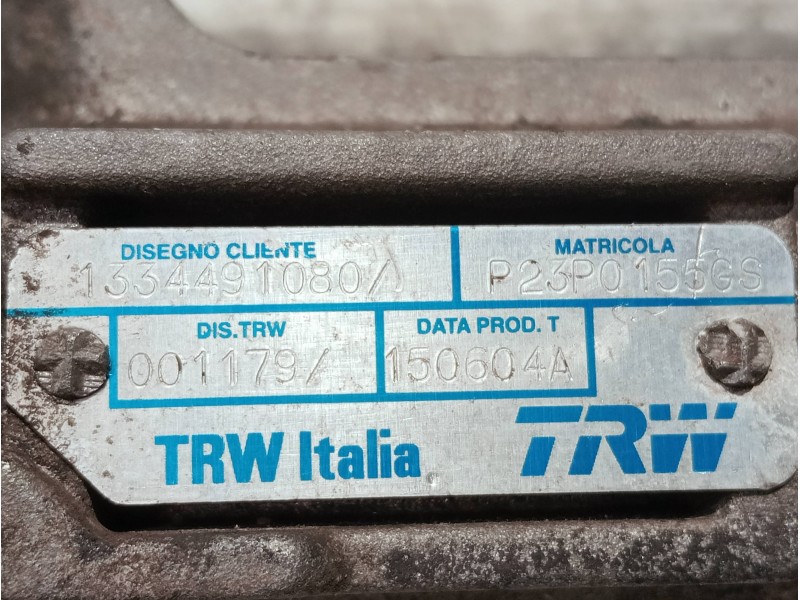 DISEGNO CLIENTE MATRICOLA
1334491080/ P23P0155GS
DIS.TRW DATA PROD. T
001179/ 150604A
TRW Italia TRW